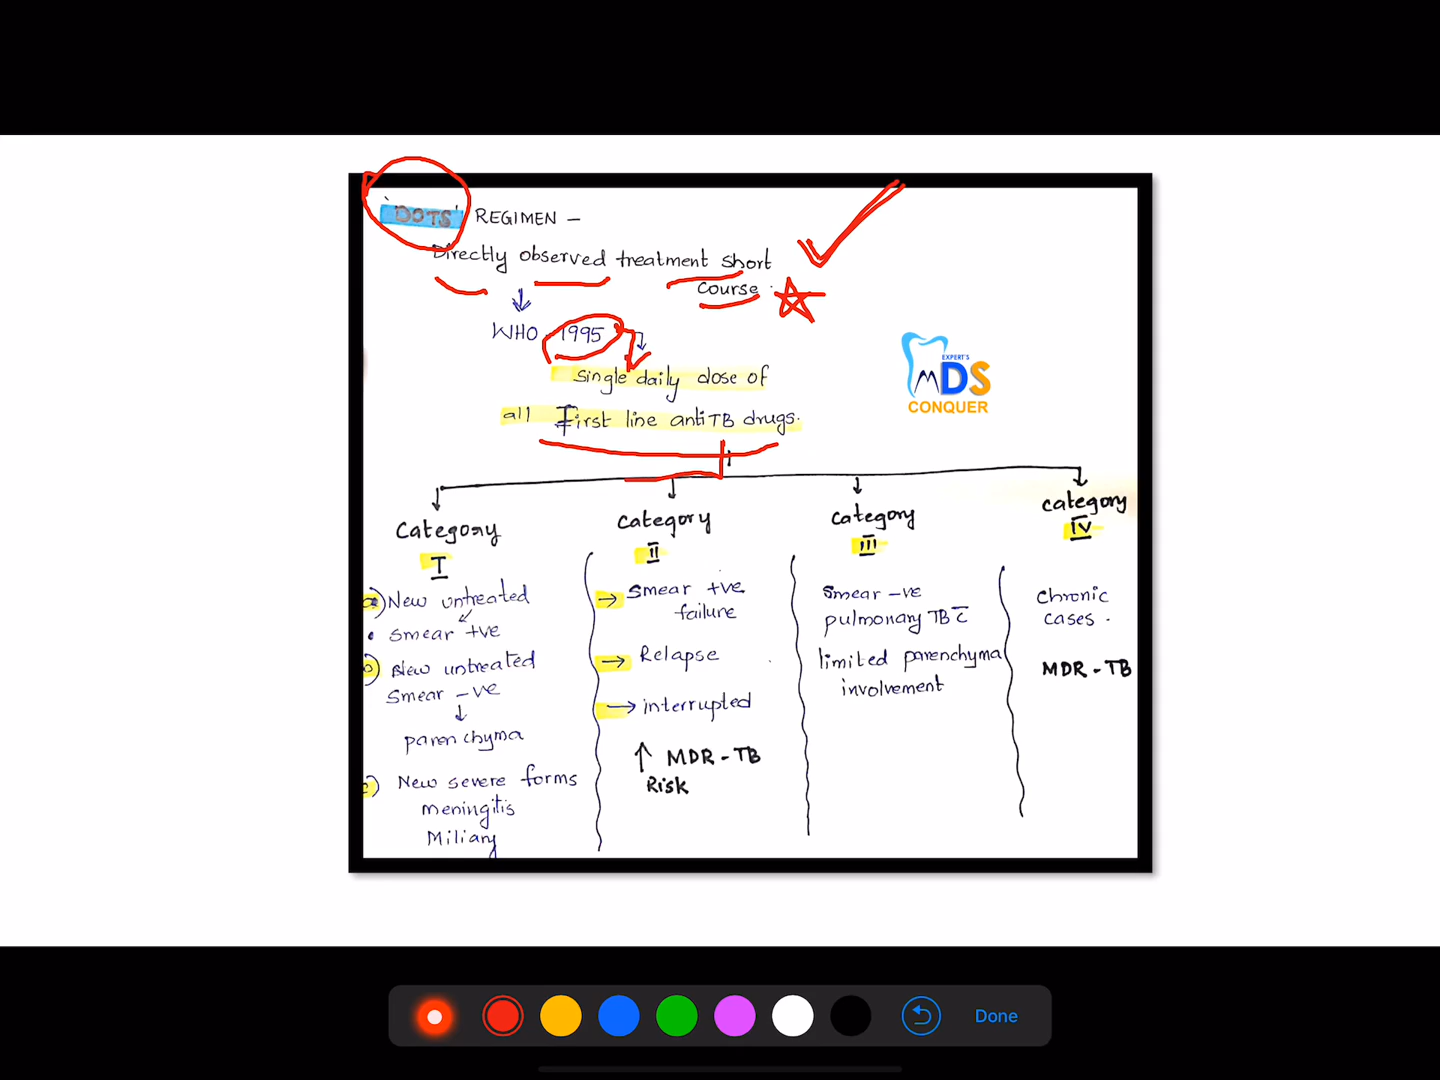 'DOTS' REGIMEN -
Directly observed treatment short
course.
WHO 1995
single daily dose of
all First line anti TB drugs.
EXPERT'S
MDS
CONQUER
Category
I
a) New untreated
• smear +ve
b) New untreated
Smear -ve
parenchyma
c) New severe forms
meningitis
Miliary
Category
II
→ Smear +ve
failure
→ Relapse
→ interrupted
↑ MDR - TB
Risk
Category
III
Smear -ve
pulmonary TB c̅
limited parenchyma
involvement
Category
IV
Chronic
cases.
MDR - TB
Done